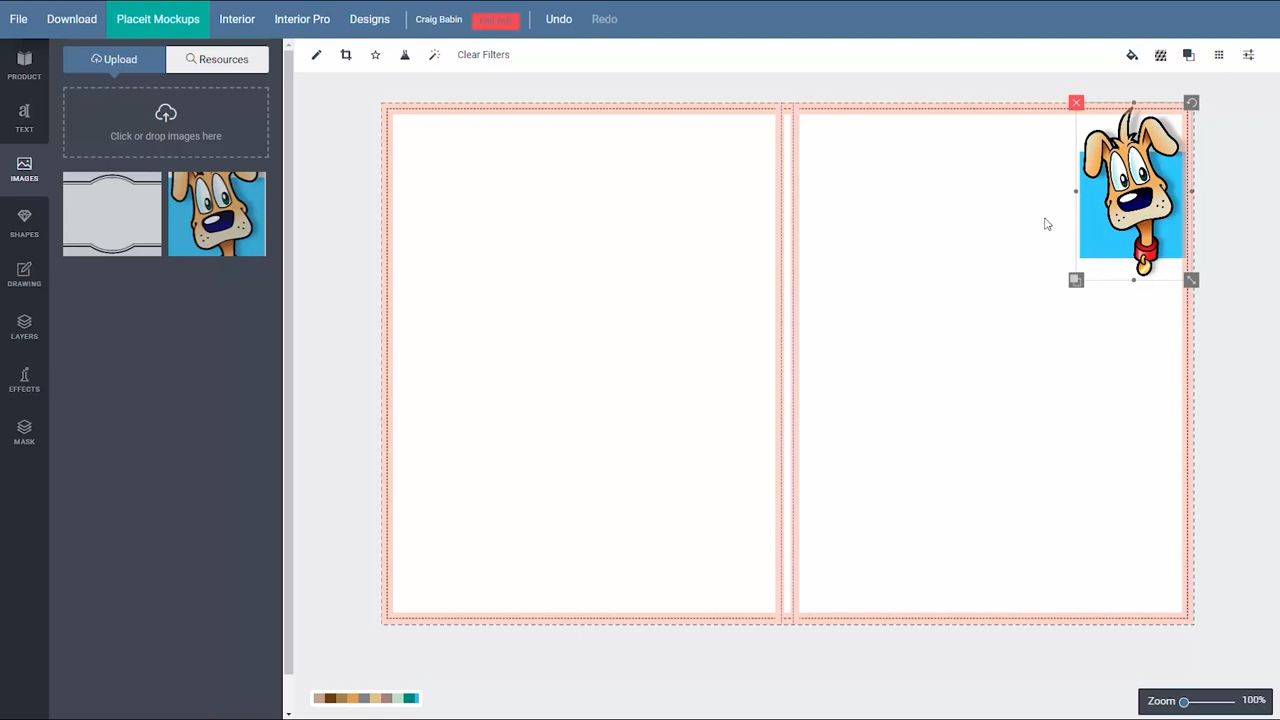 File Download Placeit Mockups Interior Interior Pro Designs Craig Babin Undo Redo
Upload Resources
Clear Filters
Click or drop images here
PRODUCT
TEXT
IMAGES
SHAPES
DRAWING
LAYERS
EFFECTS
MASK
Zoom 100%